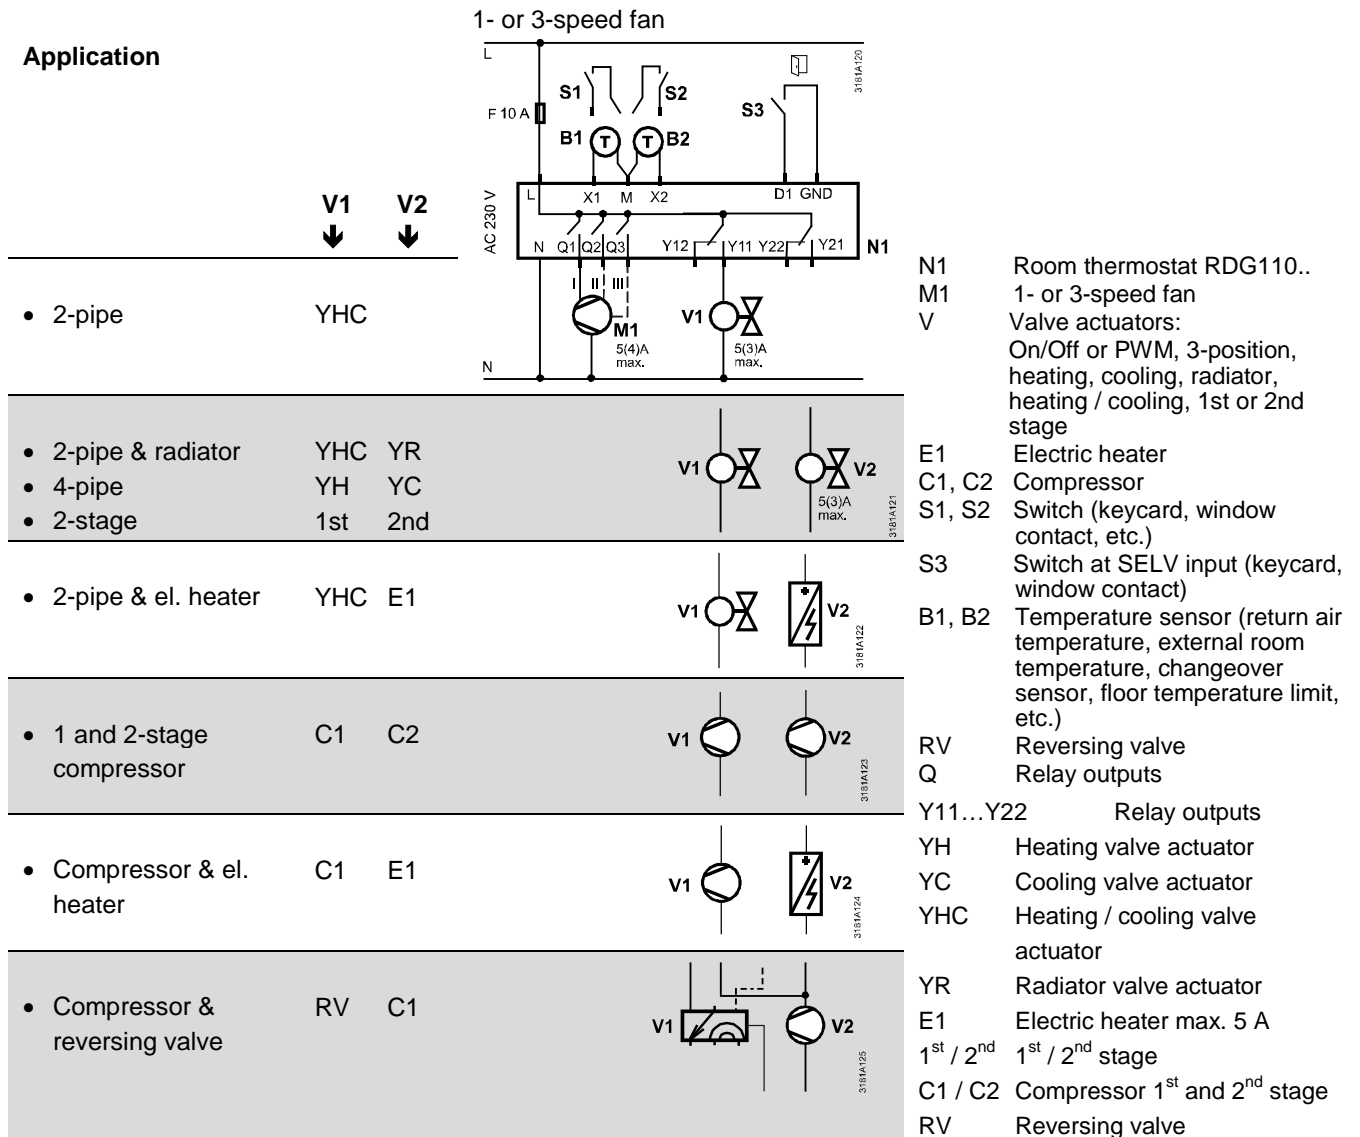 1- or 3-speed fan
Application
L
3181A120
S1 S2
S3
F 10 A
B1 T T B2
AC 230 V
L X1 M X2 D1 GND
N Q1 Q2 Q3 Y12 Y11 Y22 Y21 N1
V1 V2
I II III
• 2-pipe YHC
M1
5(4)A
max.
V1
5(3)A
max.
N
• 2-pipe & radiator YHC YR
• 4-pipe YH YC
• 2-stage 1st 2nd
V1 V2
5(3)A
max.
3181A121
• 2-pipe & el. heater YHC E1
V1 V2
3181A122
• 1 and 2-stage
compressor
C1 C2
V1 V2
3181A123
• Compressor & el.
heater
C1 E1
V1 V2
3181A124
• Compressor &
reversing valve
RV C1
V1 V2
3181A125
N1 Room thermostat RDG110..
M1 1- or 3-speed fan
V Valve actuators:
On/Off or PWM, 3-position,
heating, cooling, radiator,
heating / cooling, 1st or 2nd
stage
E1 Electric heater
C1, C2 Compressor
S1, S2 Switch (keycard, window
contact, etc.)
S3 Switch at SELV input (keycard,
window contact)
B1, B2 Temperature sensor (return air
temperature, external room
temperature, changeover
sensor, floor temperature limit,
etc.)
RV Reversing valve
Q Relay outputs
Y11…Y22 Relay outputs
YH Heating valve actuator
YC Cooling valve actuator
YHC Heating / cooling valve
actuator
YR Radiator valve actuator
E1 Electric heater max. 5 A
1st / 2nd 1st / 2nd stage
C1 / C2 Compressor 1st and 2nd stage
RV Reversing valve